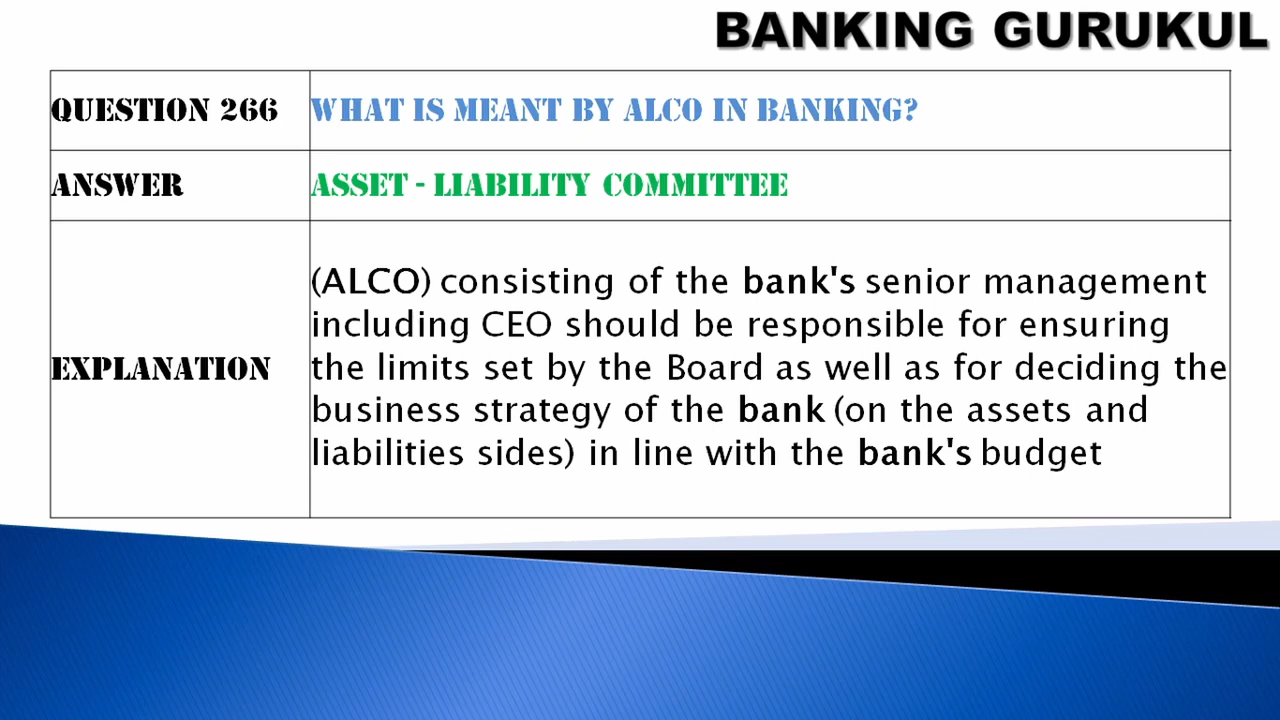 BANKING GURUKUL
QUESTION 266
WHAT IS MEANT BY ALCO IN BANKING?
ANSWER
ASSET - LIABILITY COMMITTEE
EXPLANATION
(ALCO) consisting of the bank's senior management
including CEO should be responsible for ensuring
the limits set by the Board as well as for deciding the
business strategy of the bank (on the assets and
liabilities sides) in line with the bank's budget